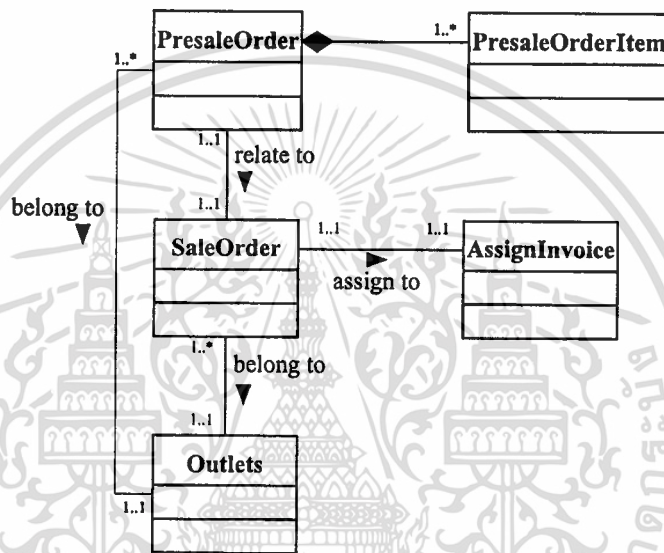 PresaleOrder
1..*
PresaleOrderItem
1..*
1..1
relate to
belong to
1..1
SaleOrder
1..1
1..1
AssignInvoice
assign to
1..*
belong to
1..1
Outlets
1..1